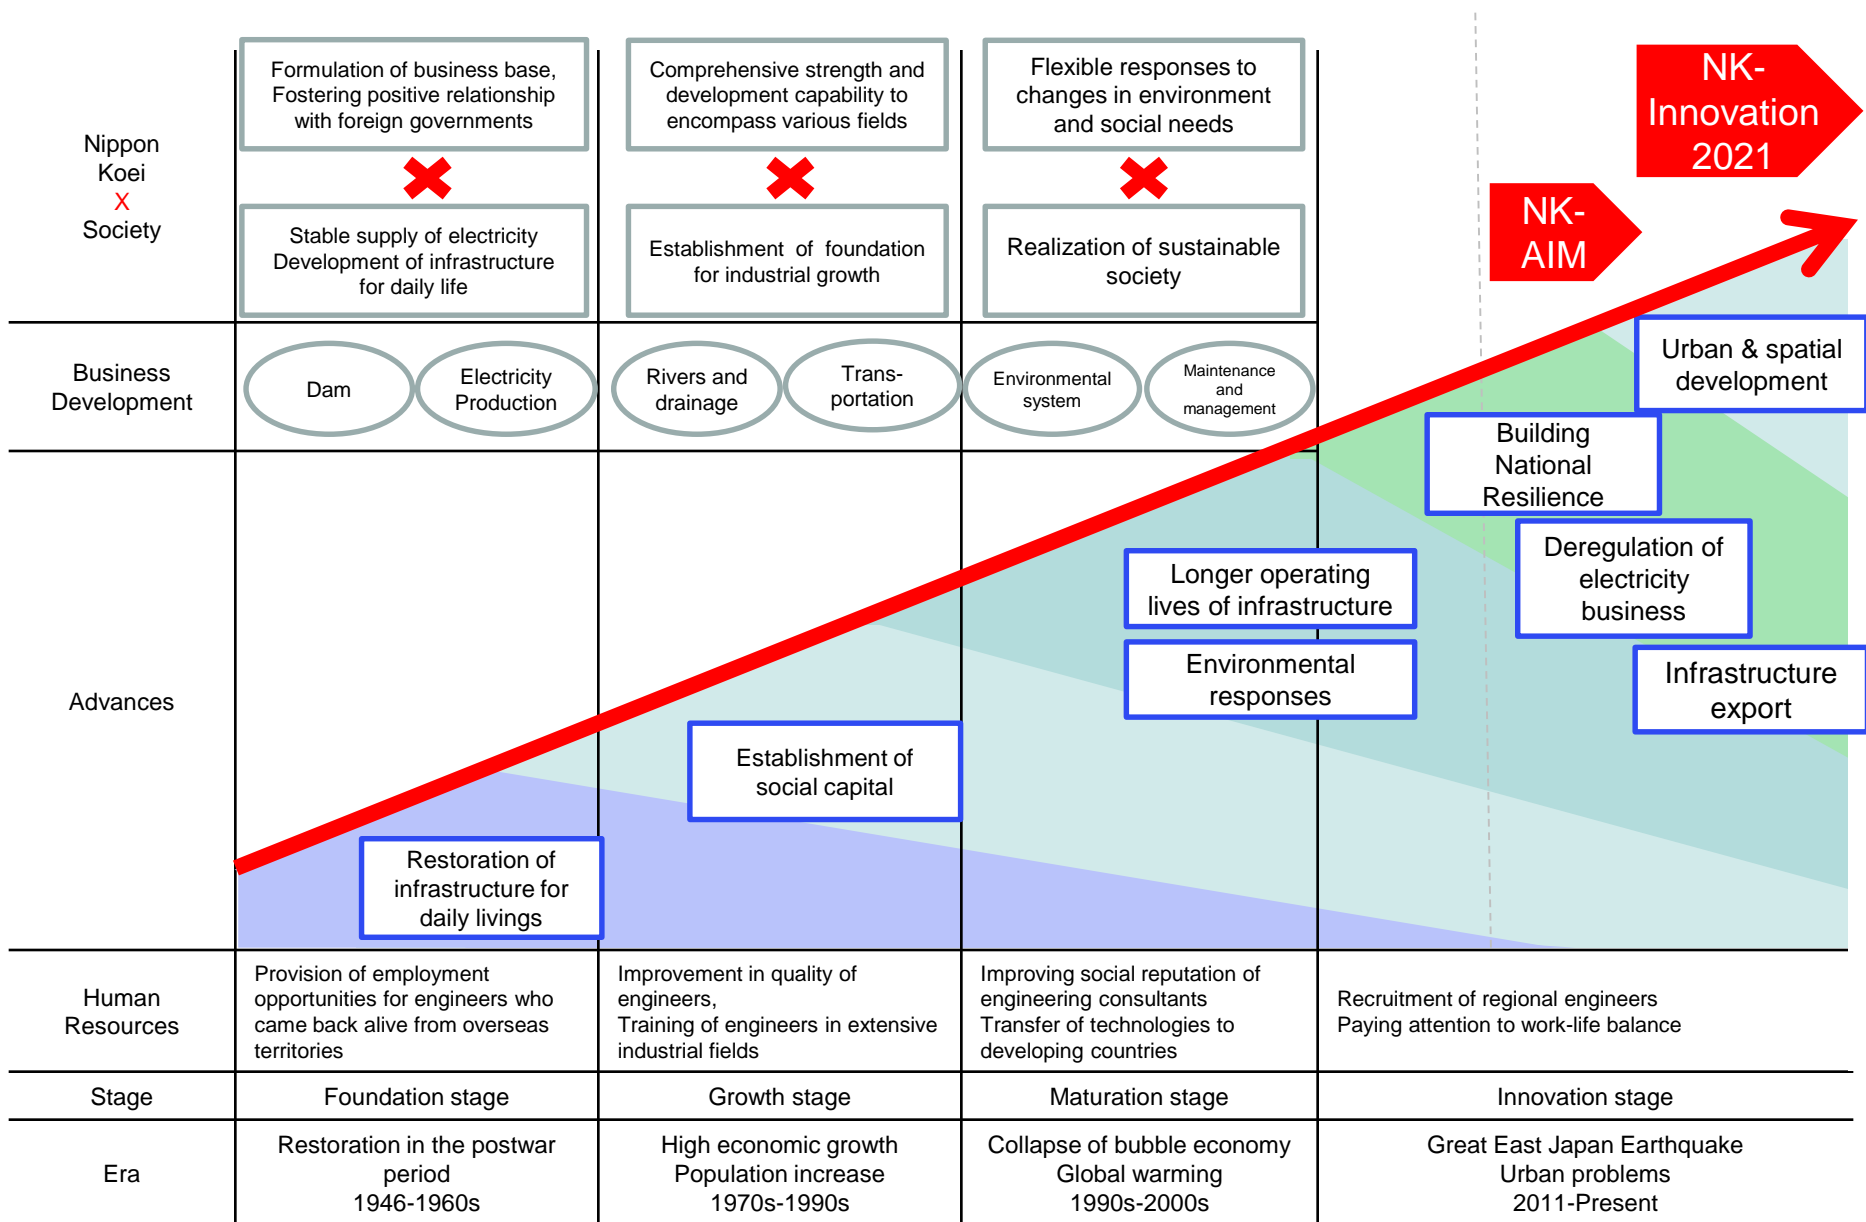 Nippon
Koei
X
Society
Formulation of business base,
Fostering positive relationship
with foreign governments
Stable supply of electricity
Development of infrastructure
for daily life
Comprehensive strength and
development capability to
encompass various fields
Establishment of foundation
for industrial growth
Flexible responses to
changes in environment
and social needs
Realization of sustainable
society
NK-
AIM
NK-
Innovation
2021
Business
Development
Dam
Electricity
Production
Rivers and
drainage
Trans-
portation
Environmental
system
Maintenance
and
management
Advances
Restoration of
infrastructure for
daily livings
Establishment of
social capital
Longer operating
lives of infrastructure
Environmental
responses
Urban & spatial
development
Building
National
Resilience
Deregulation of
electricity
business
Infrastructure
export
Human
Resources
Provision of employment
opportunities for engineers who
came back alive from overseas
territories
Improvement in quality of
engineers,
Training of engineers in extensive
industrial fields
Improving social reputation of
engineering consultants
Transfer of technologies to
developing countries
Recruitment of regional engineers
Paying attention to work-life balance
Stage
Foundation stage
Growth stage
Maturation stage
Innovation stage
Era
Restoration in the postwar
period
1946-1960s
High economic growth
Population increase
1970s-1990s
Collapse of bubble economy
Global warming
1990s-2000s
Great East Japan Earthquake
Urban problems
2011-Present